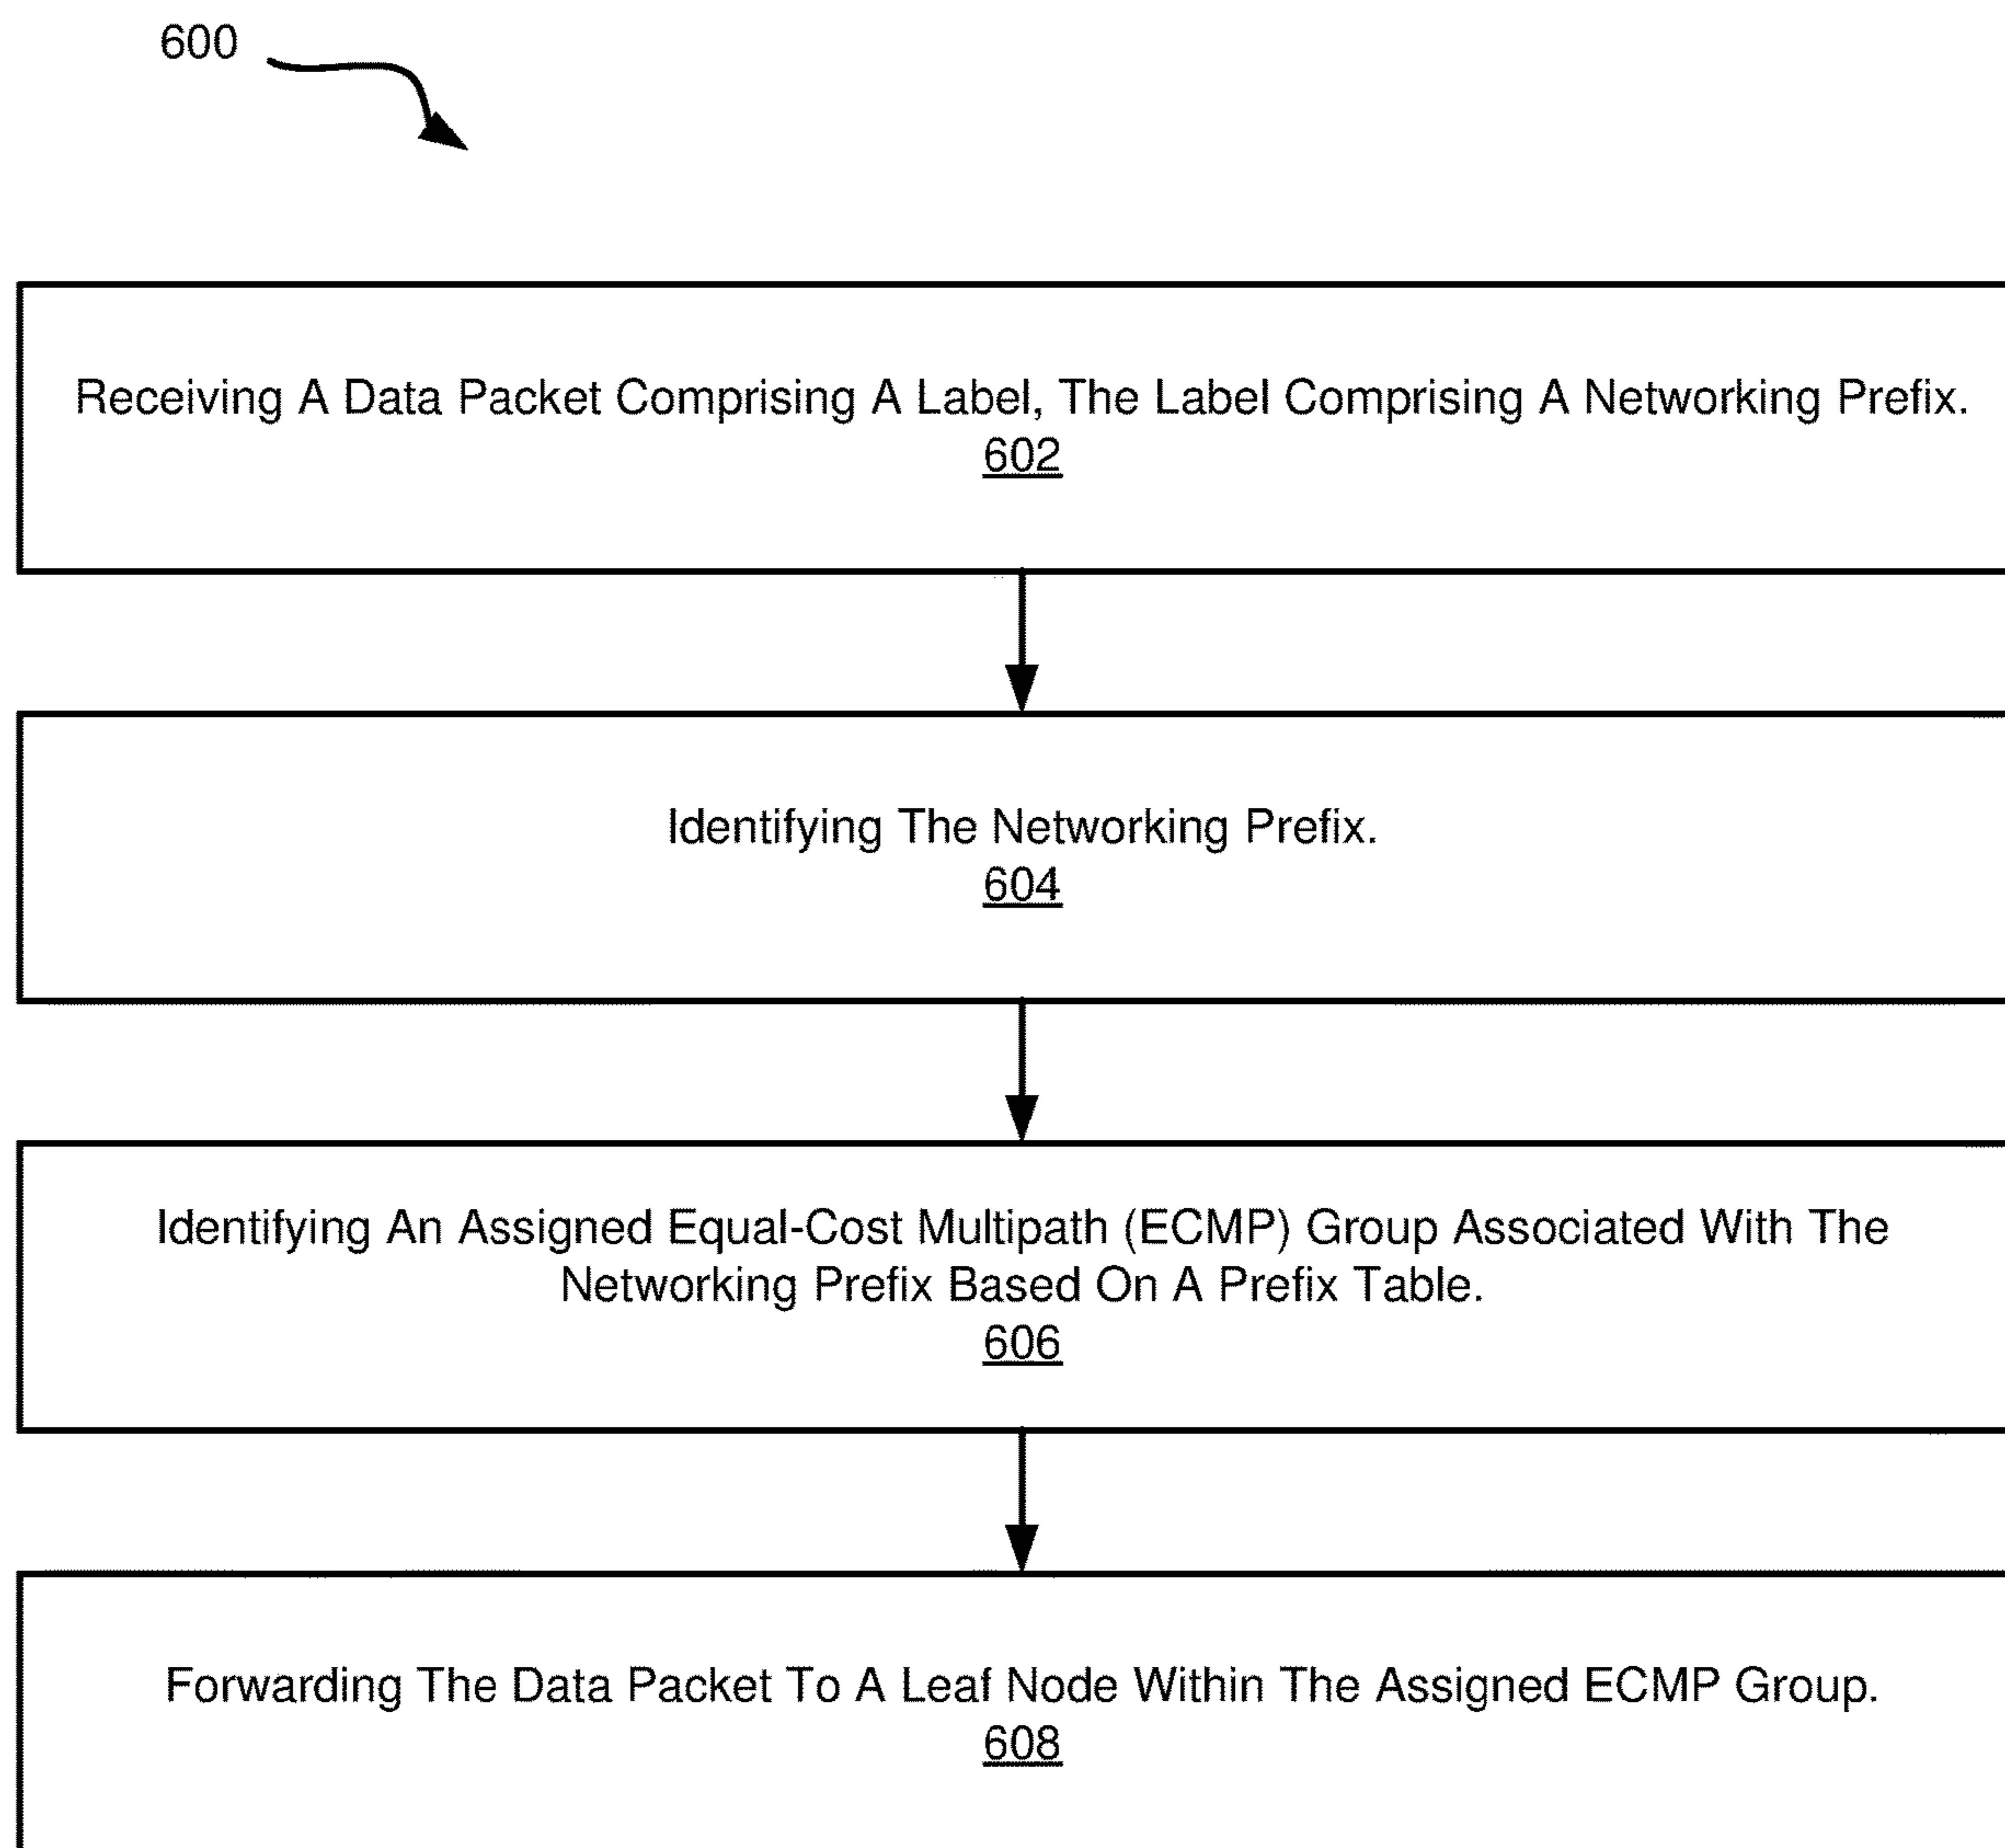 600
Receiving A Data Packet Comprising A Label, The Label Comprising A Networking Prefix.
602
Identifying The Networking Prefix.
604
Identifying An Assigned Equal-Cost Multipath (ECMP) Group Associated With The
Networking Prefix Based On A Prefix Table.
606
Forwarding The Data Packet To A Leaf Node Within The Assigned ECMP Group.
608